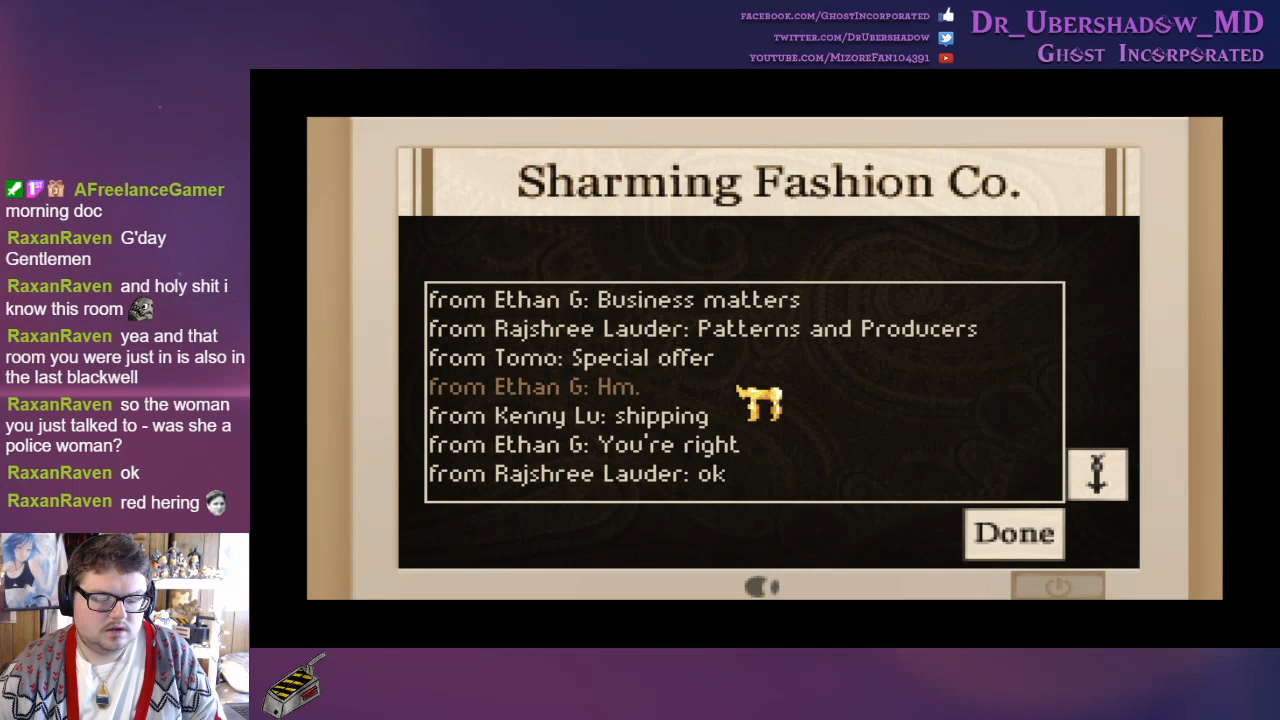 FACEBOOK.COM/GHOSTINCORPORATED
TWITTER.COM/DRUBERSHADOW
YOUTUBE.COM/MIZOREFAN104391
Dr_Ubershadow_MD
Ghost Incorporated
AFreelanceGamer
morning doc
RaxanRaven G'day
Gentlemen
RaxanRaven and holy shit i
know this room
RaxanRaven yea and that
room you were just in is also in
the last blackwell
RaxanRaven so the woman
you just talked to - was she a
police woman?
RaxanRaven ok
RaxanRaven red hering
Sharming Fashion Co.
from Ethan G: Business matters
from Rajshree Lauder: Patterns and Producers
from Tomo: Special offer
from Ethan G: Hm.
from Kenny Lu: shipping
from Ethan G: You're right
from Rajshree Lauder: ok
Done